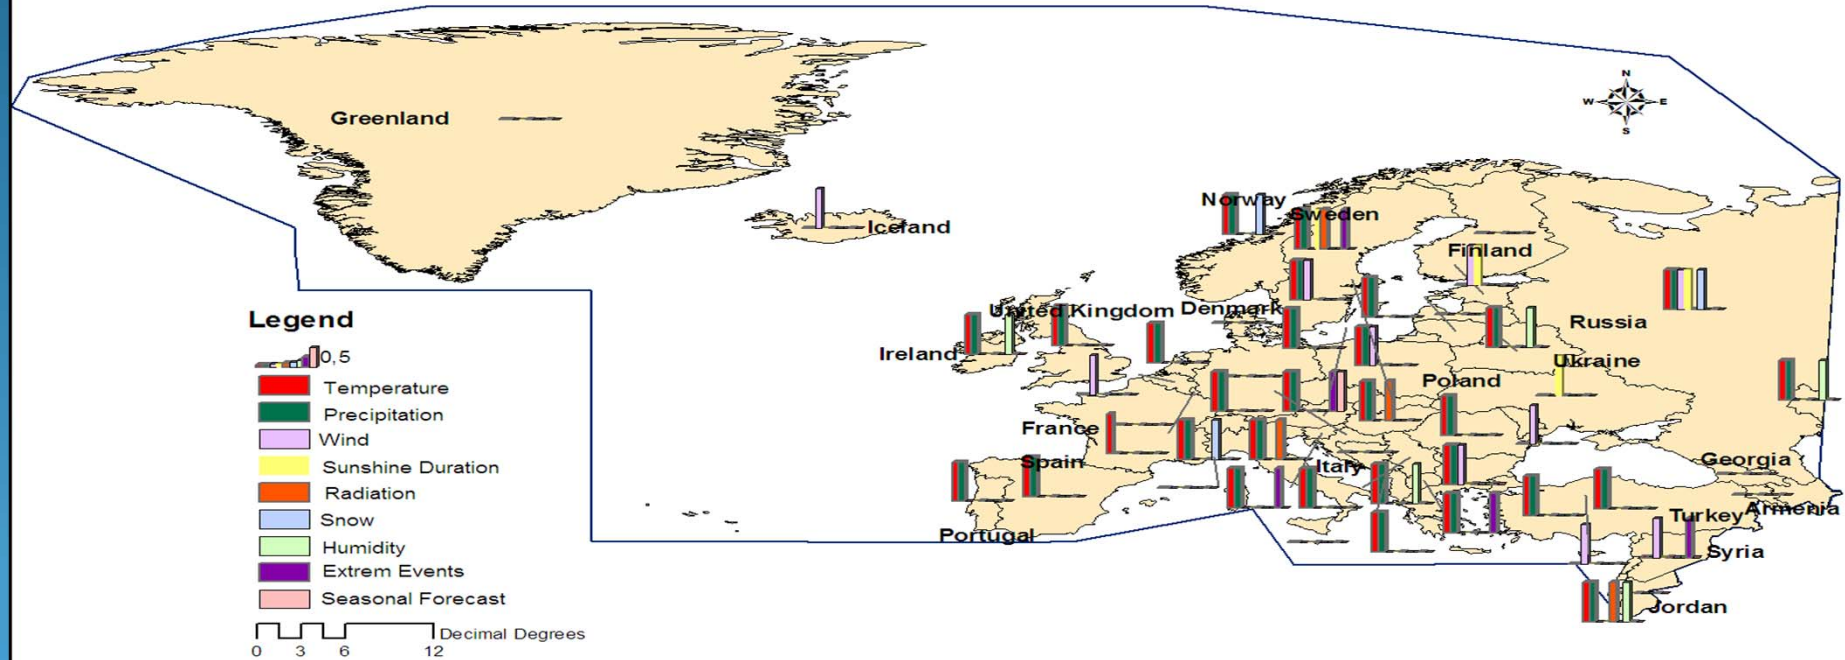 Greenland
N
W E
S
Norway
Sweden
Iceland
Finland
United Kingdom
Denmark
Russia
Ireland
Ukraine
Poland
France
Spain
Italy
Georgia
Portugal
Turkey
Armenia
Syria
Jordan
Legend
0,5
Temperature
Precipitation
Wind
Sunshine Duration
Radiation
Snow
Humidity
Extrem Events
Seasonal Forecast
Decimal Degrees
0 3 6 12